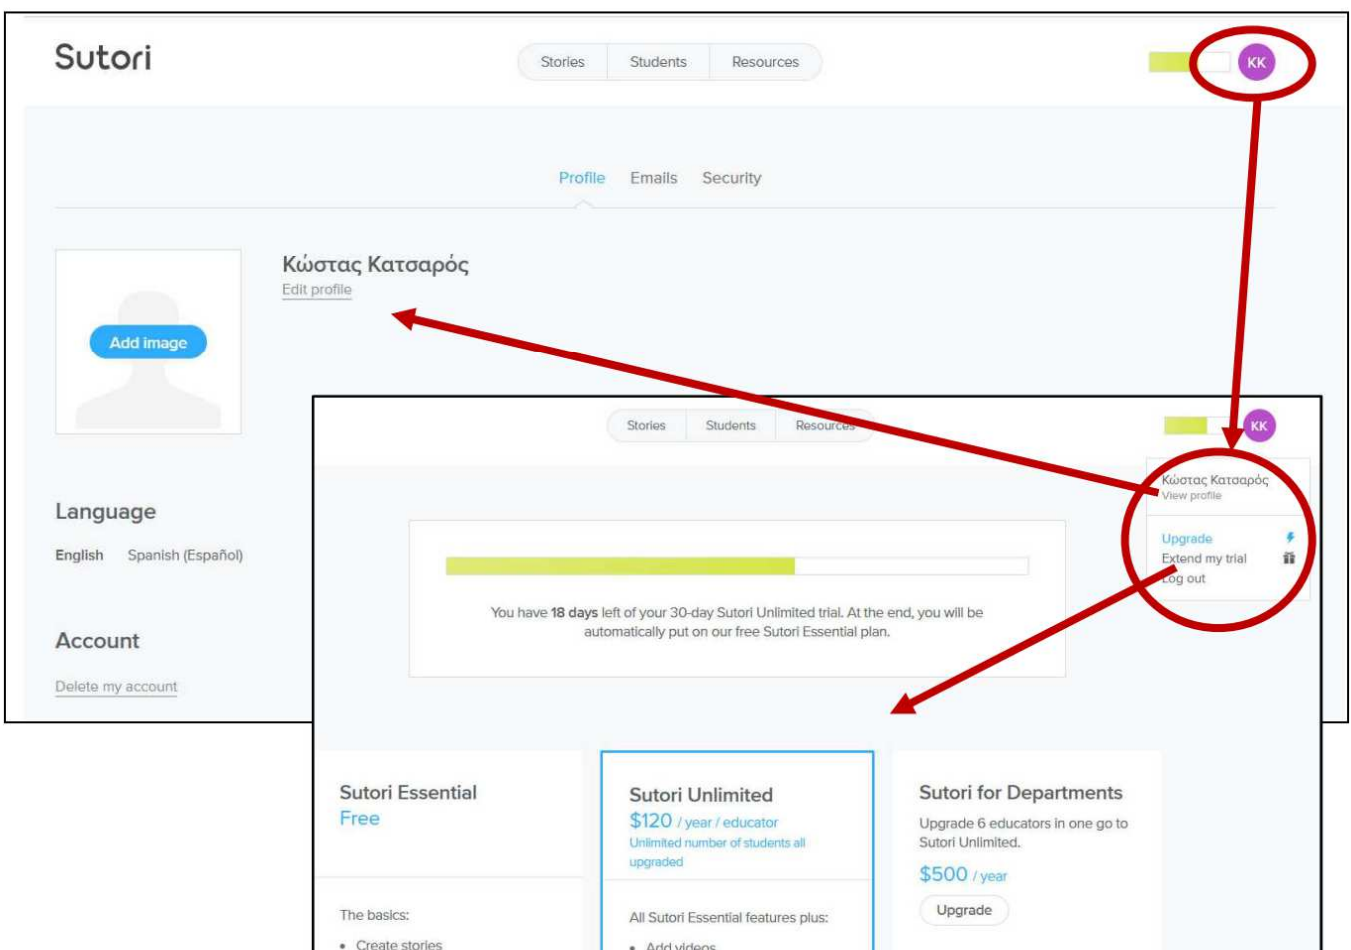 Sutori
Stories Students Resources
KK
Profile Emails Security
Κώστας Κατσαρός
Edit profile
Add image
Language
English Spanish (Español)
Account
Delete my account
Stories Students Resources
KK
Κώστας Κατσαρός
View profile
Upgrade
Extend my trial
Log out
You have 18 days left of your 30-day Sutori Unlimited trial. At the end, you will be
automatically put on our free Sutori Essential plan.
Sutori Essential
Free
The basics:
• Create stories
Sutori Unlimited
$120 / year / educator
Unlimited number of students all
upgraded
All Sutori Essential features plus:
• Add videos
Sutori for Departments
Upgrade 6 educators in one go to
Sutori Unlimited.
$500 / year
Upgrade